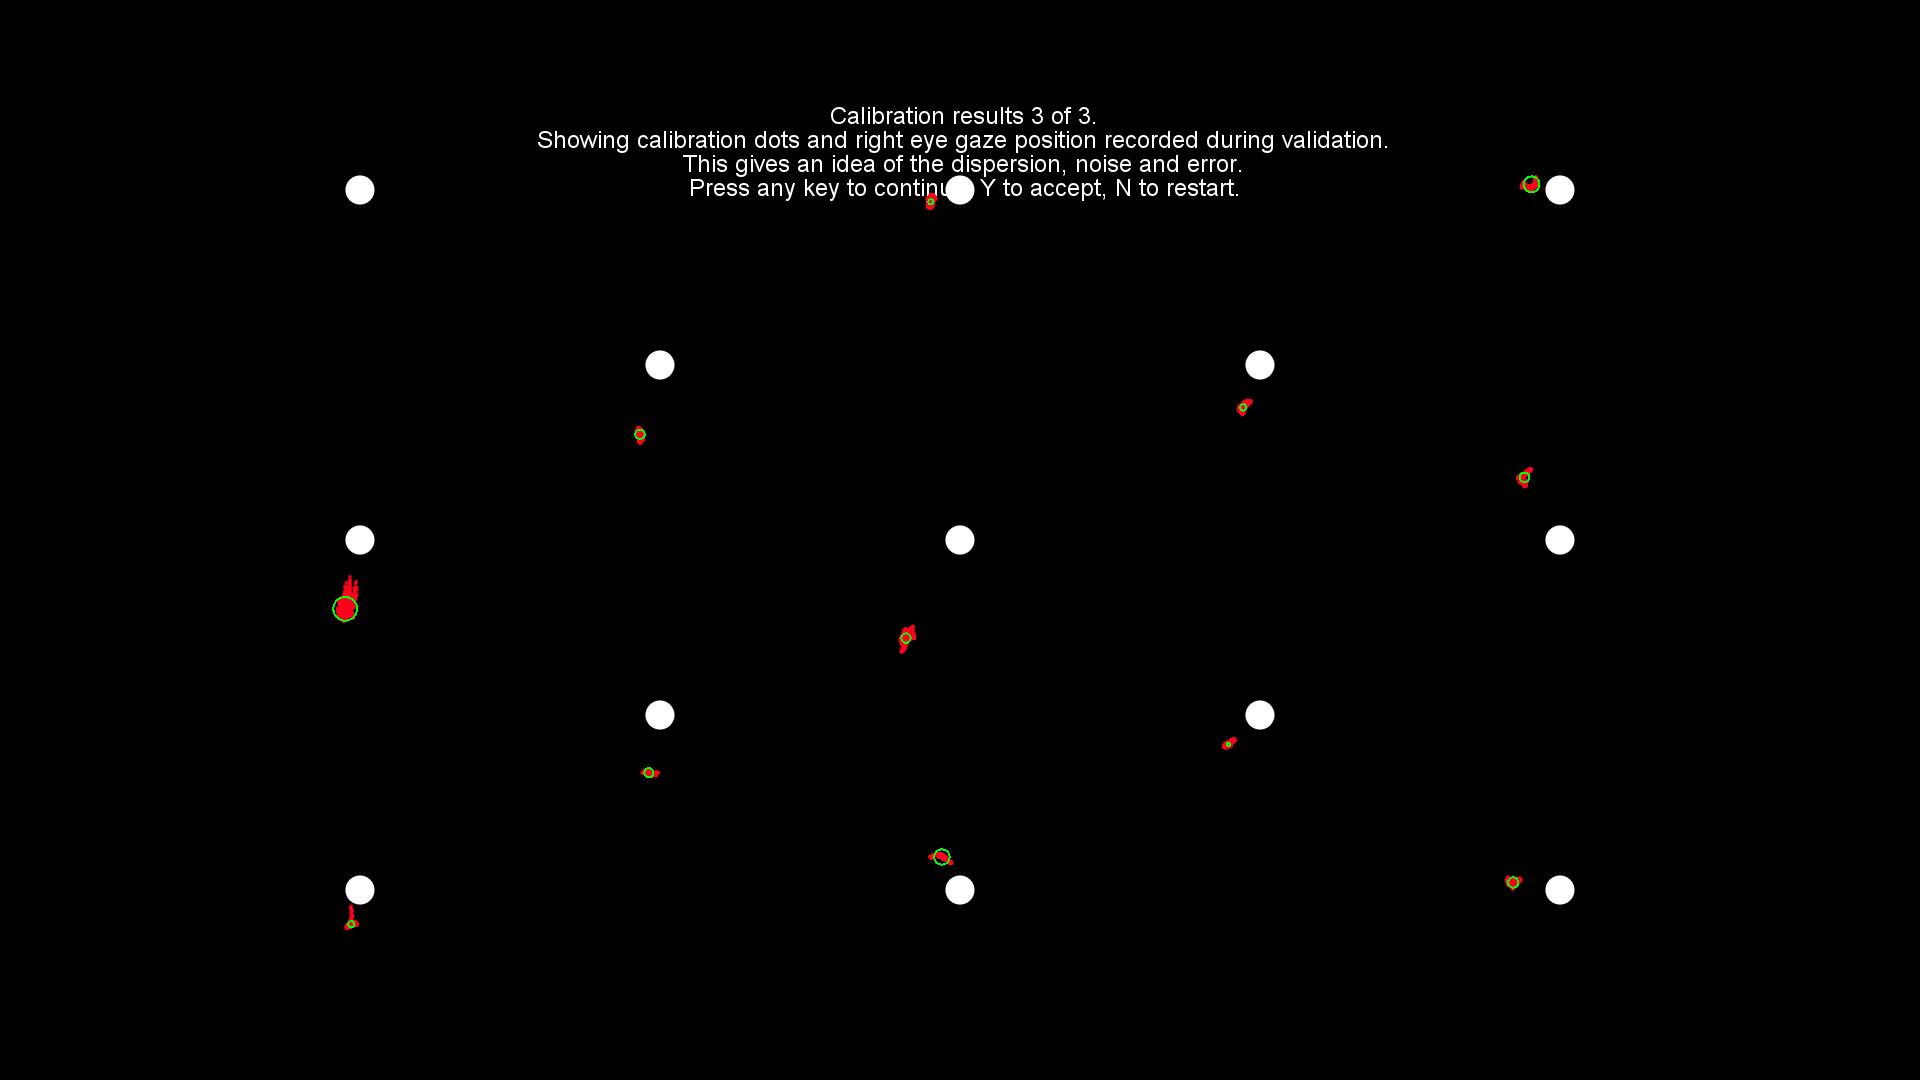 Calibration results 3 of 3.
Showing calibration dots and right eye gaze position recorded during validation.
This gives an idea of the dispersion, noise and error.
Press any key to continu Y to accept, N to restart.